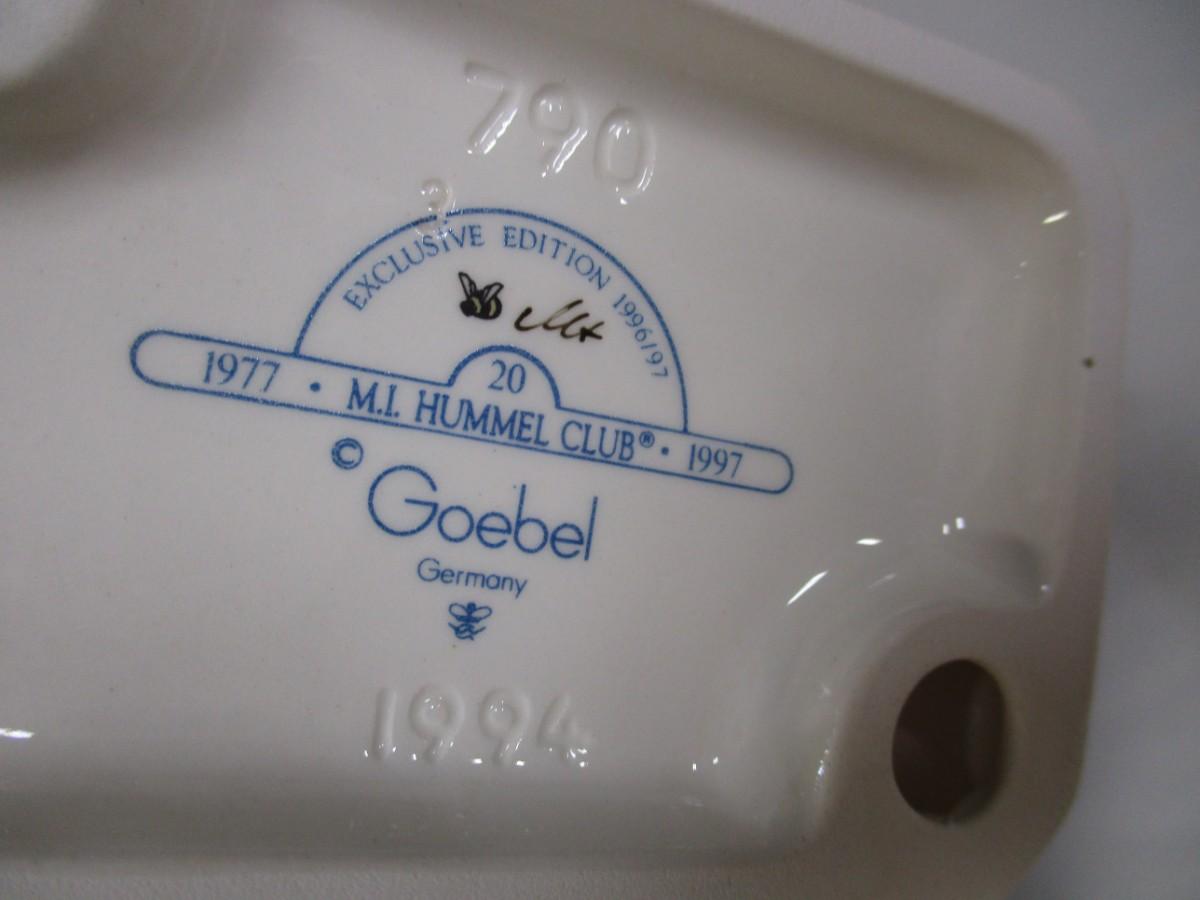 790
EXCLUSIVE EDITION 1996/97
20
1977 • M.I. HUMMEL CLUB® • 1997
© Goebel
Germany
1994